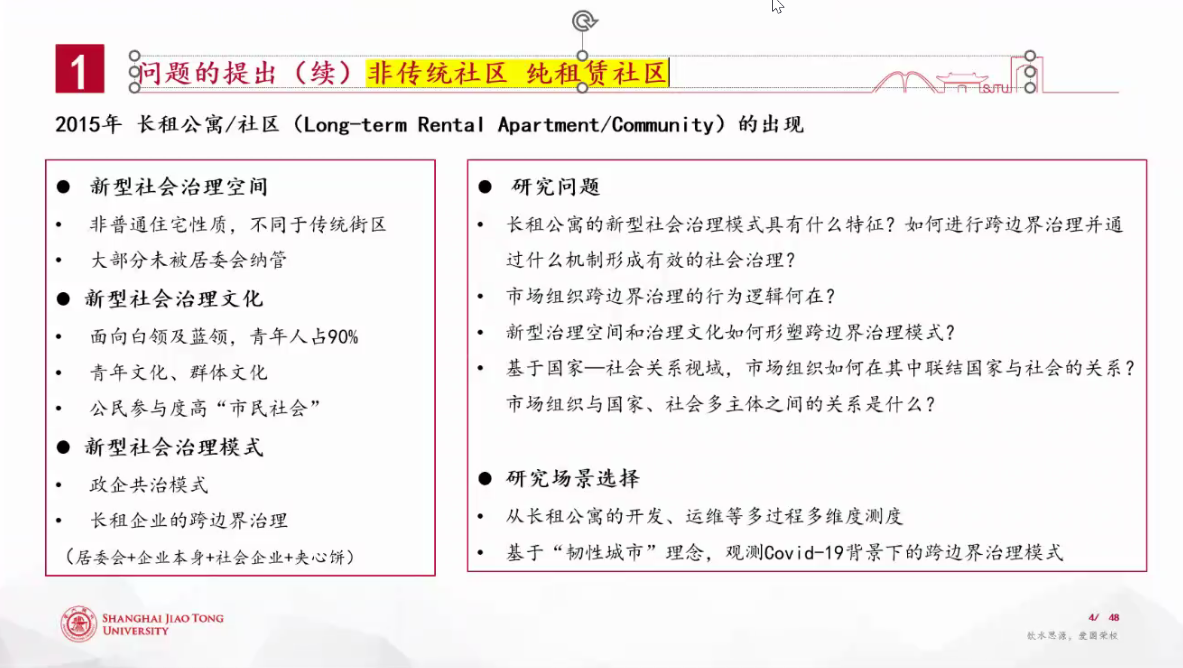 1
问题的提出（续）非传统社区 纯租赁社区
SJTU
2015年 长租公寓/社区（Long-term Rental Apartment/Community）的出现
● 新型社会治理空间
• 非普通住宅性质，不同于传统街区
• 大部分未被居委会纳管
● 新型社会治理文化
• 面向白领及蓝领，青年人占90%
• 青年文化、群体文化
• 公民参与度高“市民社会”
● 新型社会治理模式
• 政企共治模式
• 长租企业的跨边界治理
（居委会+企业本身+社会企业+夹心饼）
● 研究问题
• 长租公寓的新型社会治理模式具有什么特征？如何进行跨边界治理并通
过什么机制形成有效的社会治理？
• 市场组织跨边界治理的行为逻辑何在？
• 新型治理空间和治理文化如何形塑跨边界治理模式？
• 基于国家—社会关系视域，市场组织如何在其中联结国家与社会的关系？
市场组织与国家、社会多主体之间的关系是什么？
● 研究场景选择
• 从长租公寓的开发、运维等多过程多维度测度
• 基于“韧性城市”理念，观测Covid-19背景下的跨边界治理模式
SHANGHAI JIAO TONG
UNIVERSITY
4/ 48
饮水思源，爱国荣校